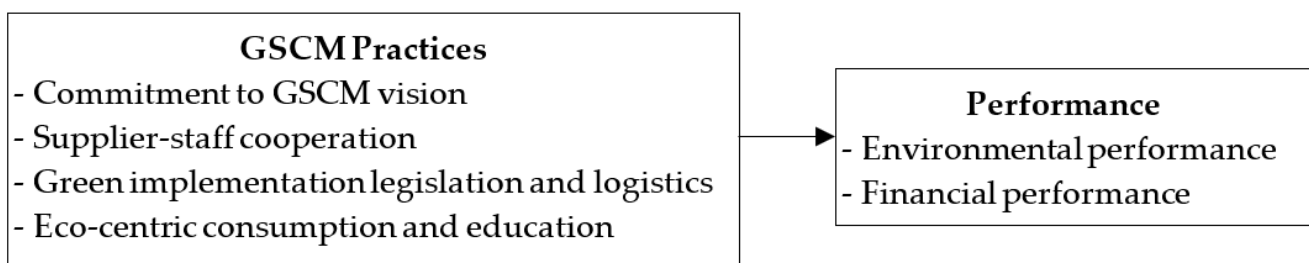 GSCM Practices
- Commitment to GSCM vision
- Supplier-staff cooperation
- Green implementation legislation and logistics
- Eco-centric consumption and education
Performance
- Environmental performance
- Financial performance